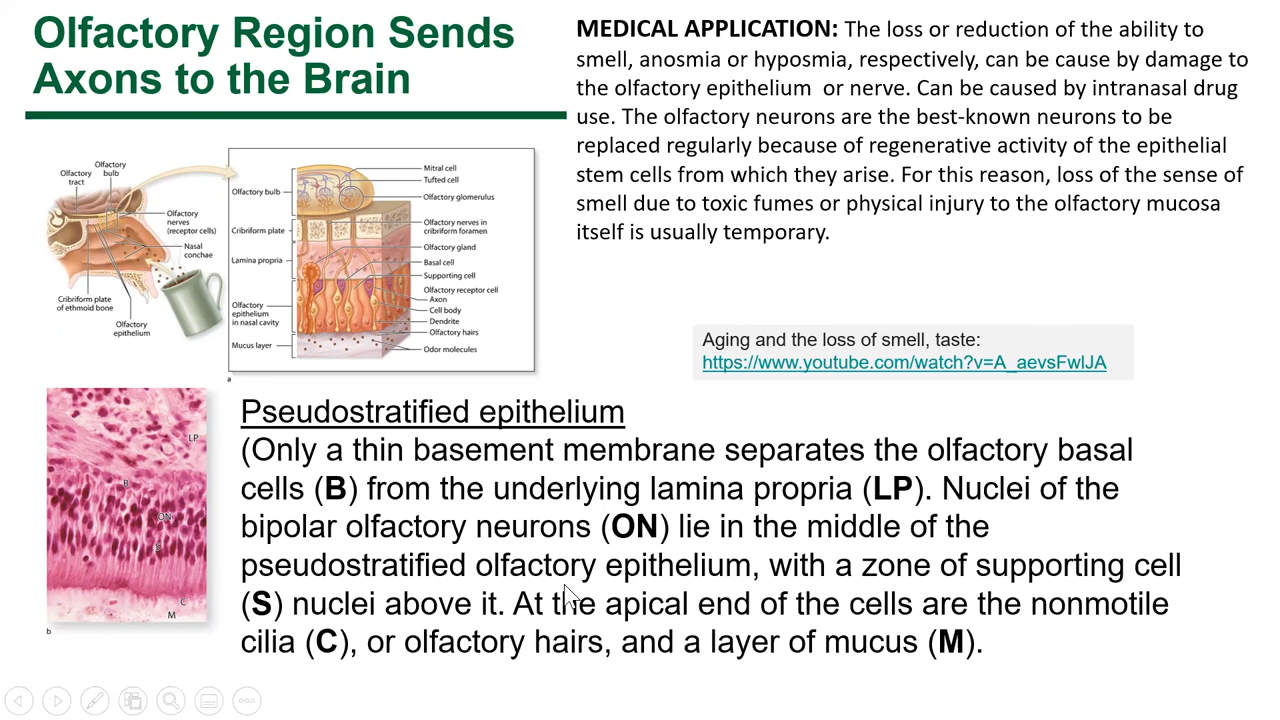 Olfactory Region Sends
Axons to the Brain
MEDICAL APPLICATION: The loss or reduction of the ability to
smell, anosmia or hyposmia, respectively, can be cause by damage to
the olfactory epithelium or nerve. Can be caused by intranasal drug
use. The olfactory neurons are the best-known neurons to be
replaced regularly because of regenerative activity of the epithelial
stem cells from which they arise. For this reason, loss of the sense of
smell due to toxic fumes or physical injury to the olfactory mucosa
itself is usually temporary.
Olfactory
tract
Olfactory
bulb
Olfactory
nerves
(receptor cells)
Nasal
conchae
Cribriform plate
of ethmoid bone
Olfactory
epithelium
Olfactory bulb
Cribriform plate
Lamina propria
Olfactory
epithelium
in nasal cavity
Mucus layer
Mitral cell
Tufted cell
Olfactory glomerulus
Olfactory nerves in
cribriform foramen
Olfactory gland
Basal cell
Supporting cell
Olfactory receptor cell
Axon
Cell body
Dendrite
Olfactory hairs
Odor molecules
a
Aging and the loss of smell, taste:
https://www.youtube.com/watch?v=A_aevsFwlJA
LP
B
ON
S
C
M
b
Pseudostratified epithelium
(Only a thin basement membrane separates the olfactory basal
cells (B) from the underlying lamina propria (LP). Nuclei of the
bipolar olfactory neurons (ON) lie in the middle of the
pseudostratified olfactory epithelium, with a zone of supporting cell
(S) nuclei above it. At the apical end of the cells are the nonmotile
cilia (C), or olfactory hairs, and a layer of mucus (M).